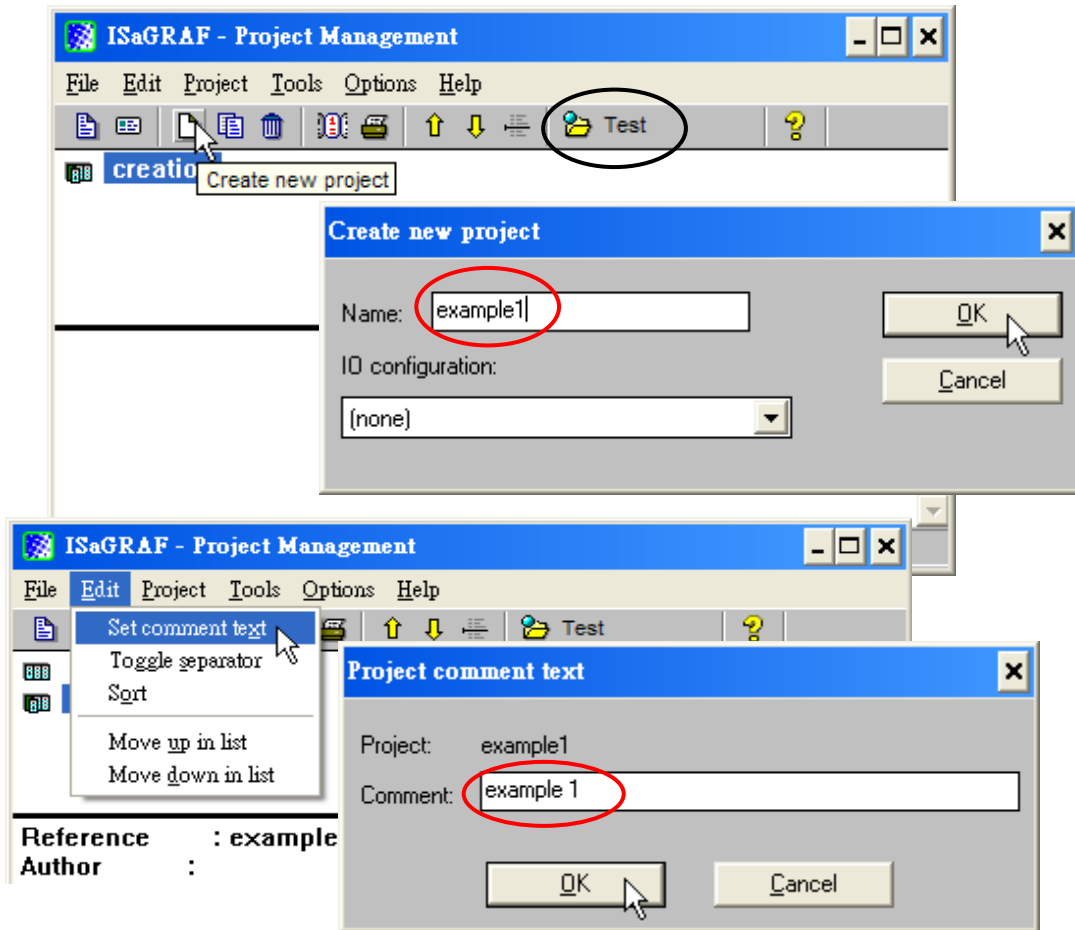 ISaGRAF - Project Management
File Edit Project Tools Options Help
Test
creatio
Create new project
Create new project
Name: example1
OK
IO configuration:
Cancel
(none)
ISaGRAF - Project Management
File Edit Project Tools Options Help
Set comment text
Test
Toggle separator
Sort
Move up in list
Move down in list
Project comment text
Project: example1
Comment: example 1
Reference : example
Author :
OK Cancel